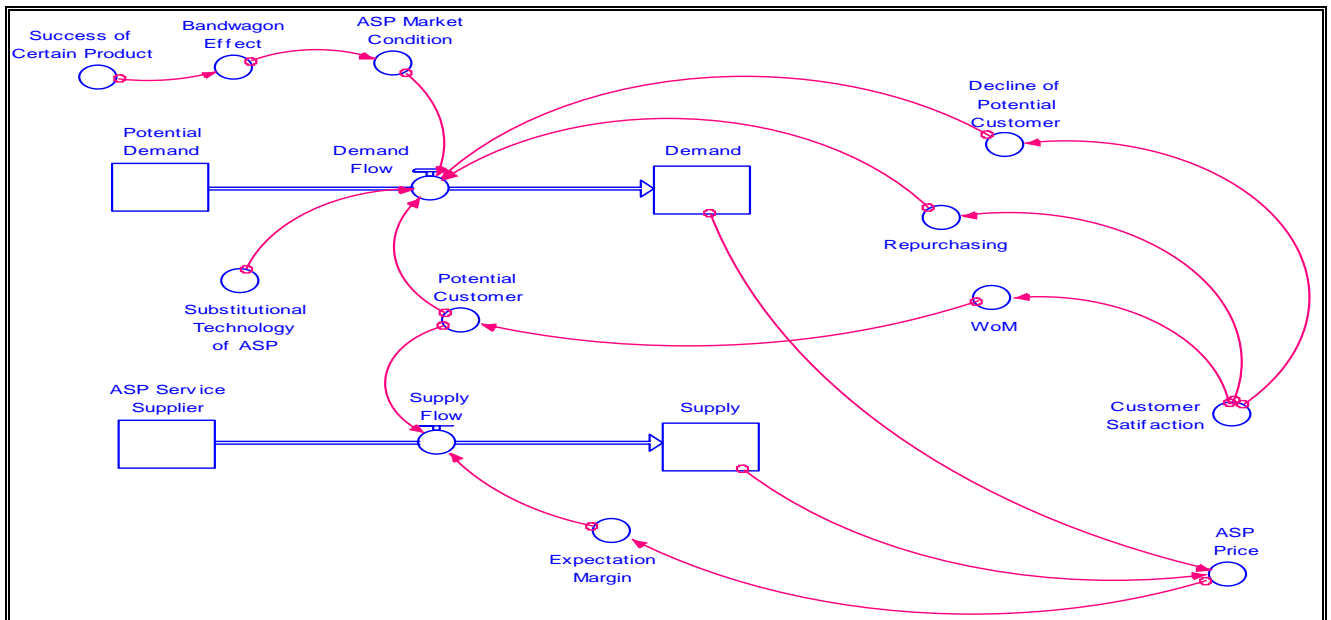 Success of
Certain Product
Bandwagon
Effect
ASP Market
Condition
Decline of
Potential
Customer
Potential
Demand
Demand
Flow
Demand
Repurchasing
Substitutional
Technology
of ASP
Potential
Customer
WoM
ASP Service
Supplier
Supply
Flow
Supply
Customer
Satifaction
Expectation
Margin
ASP
Price